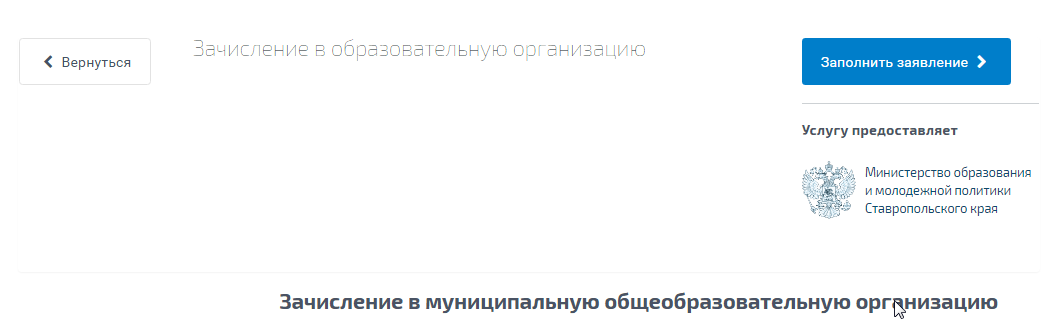 Вернуться
Зачисление в образовательную организацию
Заполнить заявление
Услугу предоставляет
Министерство образования
и молодежной политики
Ставропольского края
Зачисление в муниципальную общеобразовательную организацию